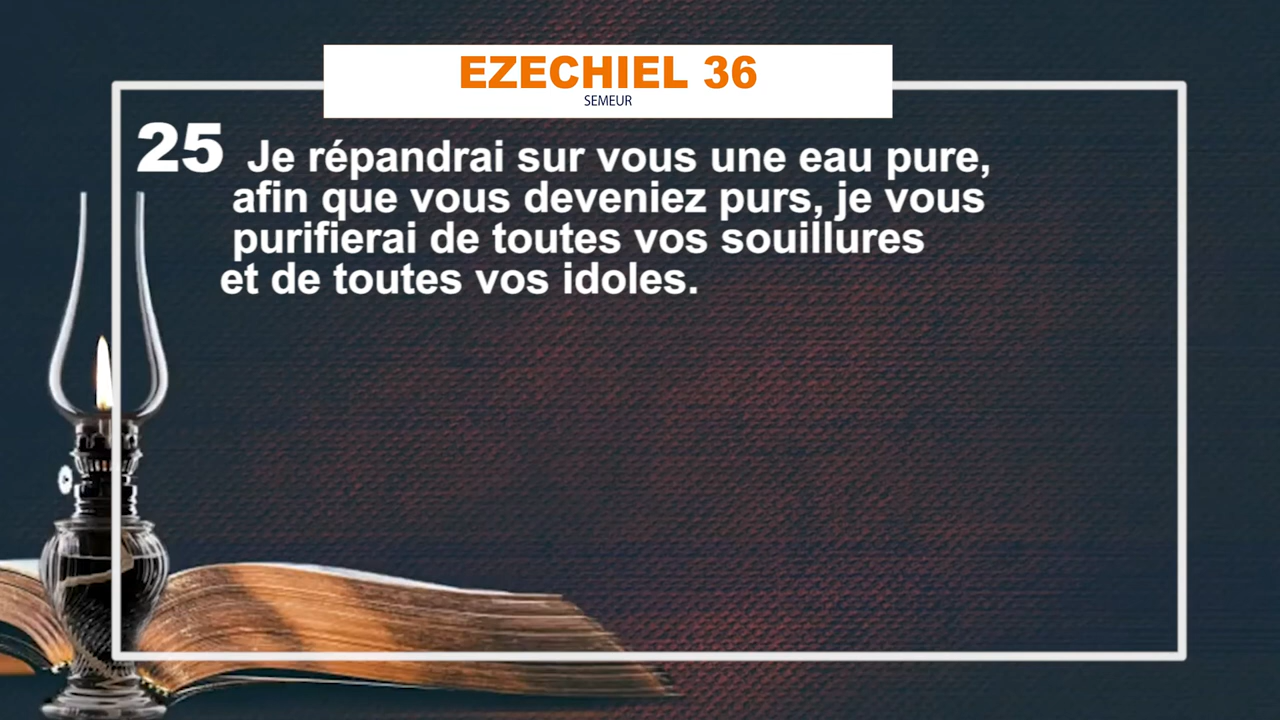 EZECHIEL 36
SEMEUR
25 Je répandrai sur vous une eau pure,
afin que vous deveniez purs, je vous
purifierai de toutes vos souillures
et de toutes vos idoles.